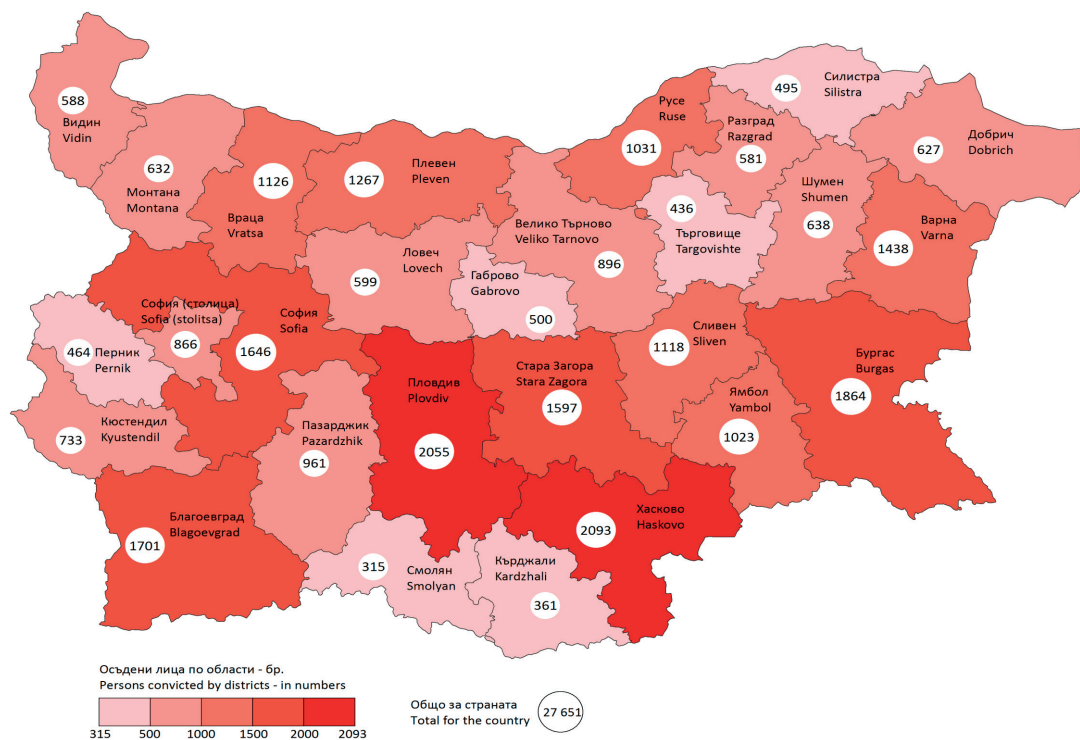 588
Видин
Vidin
632
Монтана
Montana
1126
Враца
Vratsa
1267
Плевен
Pleven
Ловеч
Lovech
599
Велико Търново
Veliko Tarnovo
896
Габрово
Gabrovo
500
Русе
Ruse
1031
Разград
Razgrad
581
495
Силистра
Silistra
Добрич
Dobrich
627
Шумен
Shumen
638
436
Търговище
Targovishte
Варна
Varna
1438
София (столица)
Sofia (stolitsa)
866
София
Sofia
1646
464
Перник
Pernik
Кюстендил
Kyustendil
733
Пазарджик
Pazardzhik
961
Пловдив
Plovdiv
2055
Стара Загора
Stara Zagora
1597
Сливен
Sliven
1118
Ямбол
Yambol
1023
Бургас
Burgas
1864
Благоевград
Blagoevgrad
1701
315
Смолян
Smolyan
Кърджали
Kardzhali
361
Хасково
Haskovo
2093
Осъдени лица по области - бр.
Persons convicted by districts - in numbers
315 500 1000 1500 2000 2093
Общо за страната
Total for the country
27 651